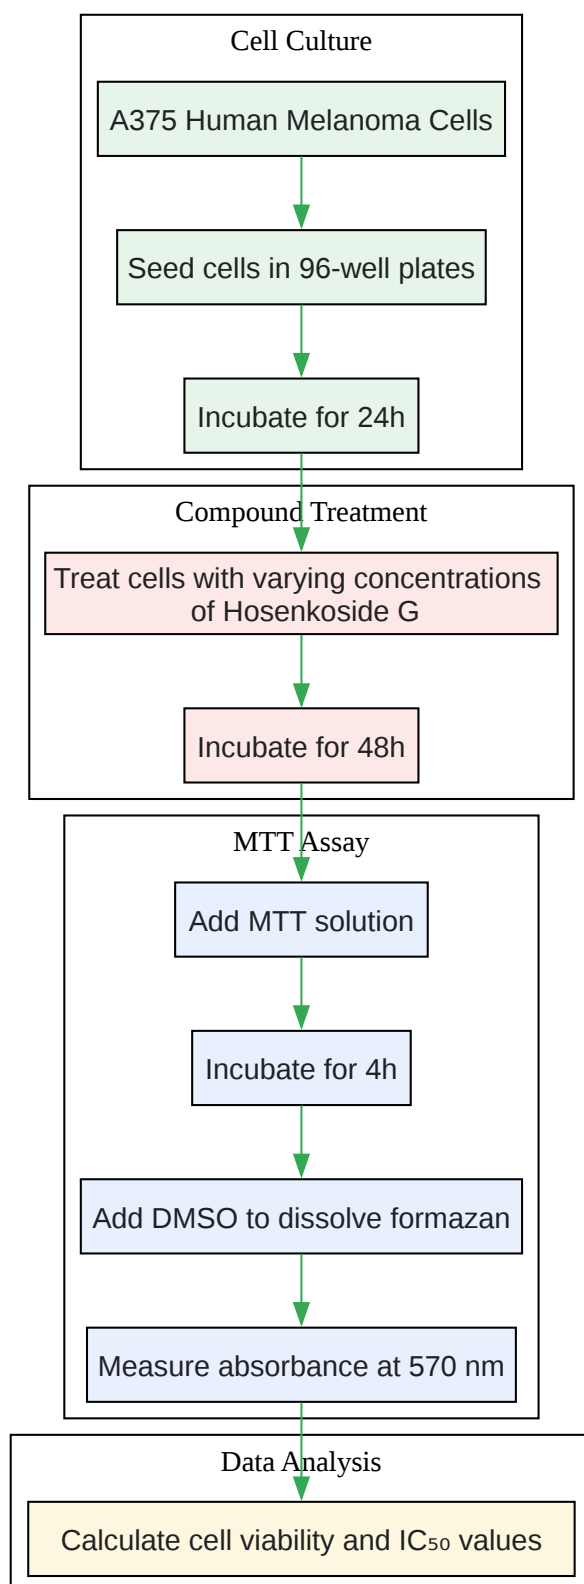 Cell Culture
A375 Human Melanoma Cells
Seed cells in 96-well plates
Incubate for 24h
Compound Treatment
Treat cells with varying concentrations
of Hosenkoside G
Incubate for 48h
MTT Assay
Add MTT solution
Incubate for 4h
Add DMSO to dissolve formazan
Measure absorbance at 570 nm
Data Analysis
Calculate cell viability and IC₅₀ values